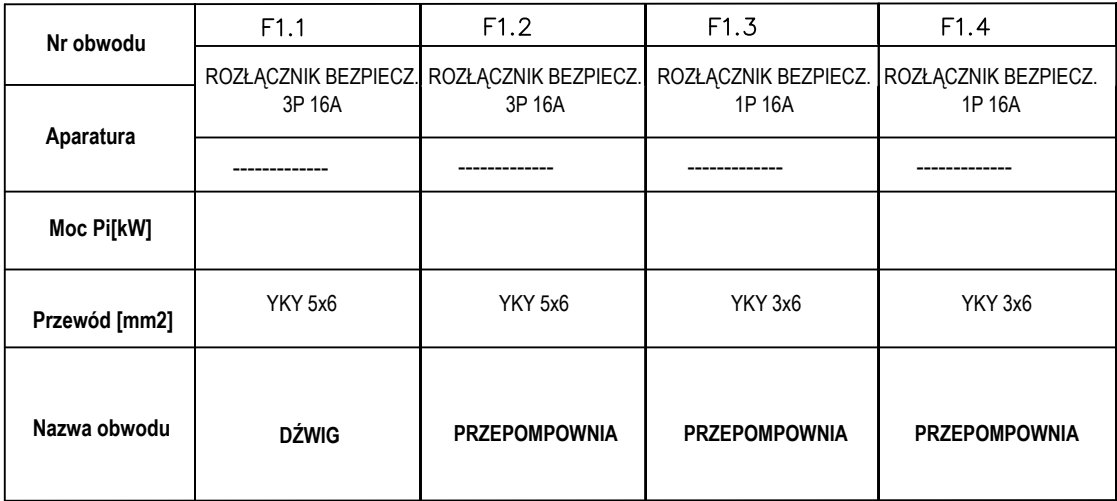 Nr obwodu F1.1 F1.2 F1.3 F1.4
Aparatura
ROZŁĄCZNIK BEZPIECZ. ROZŁĄCZNIK BEZPIECZ. ROZŁĄCZNIK BEZPIECZ. ROZŁĄCZNIK BEZPIECZ.
3P 16A 3P 16A 1P 16A 1P 16A
------------- ------------- ------------- -------------
Moc Pi[kW]
Przewód [mm2] YKY 5x6 YKY 5x6 YKY 3x6 YKY 3x6
Nazwa obwodu DŹWIG PRZEPOMPOWNIA PRZEPOMPOWNIA PRZEPOMPOWNIA